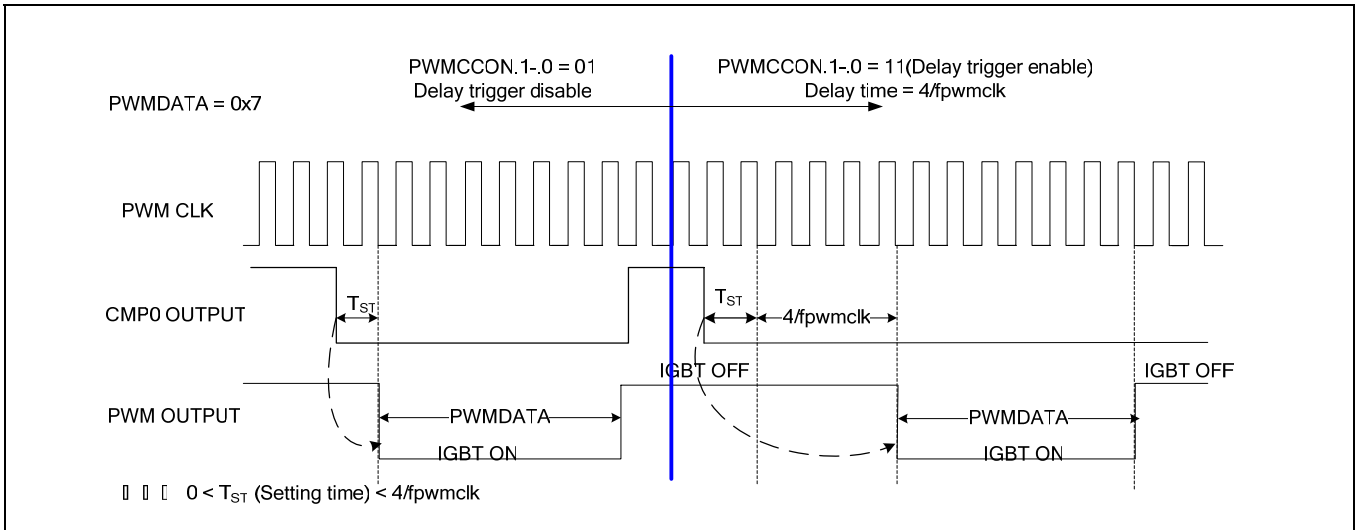 PWMCCON.1-.0 = 01
Delay trigger disable
PWMCCON.1-.0 = 11(Delay trigger enable)
Delay time = 4/fpwmclk
PWMDATA = 0x7
PWM CLK
CMP0 OUTPUT
TST
TST
4/fpwmclk
IGBT OFF
IGBT OFF
PWM OUTPUT
PWMDATA
PWMDATA
IGBT ON
IGBT ON
0 < TST (Setting time) < 4/fpwmclk